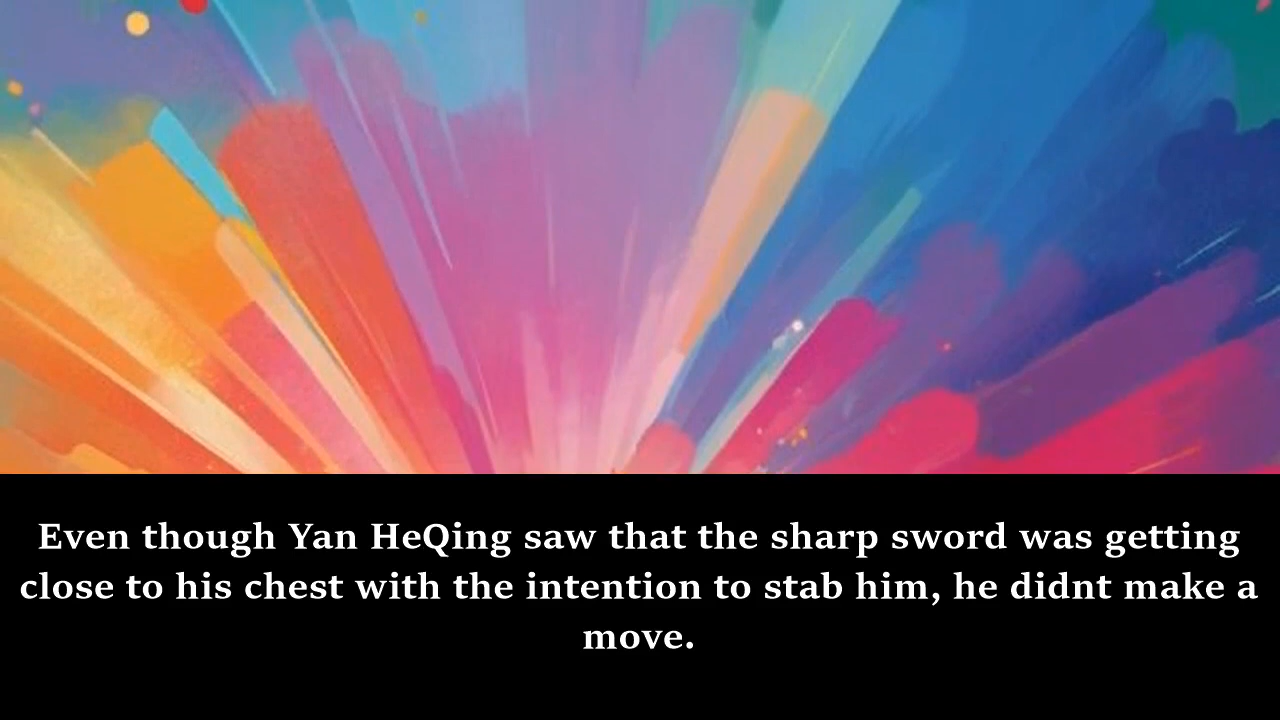 Even though Yan HeQing saw that the sharp sword was getting
close to his chest with the intention to stab him, he didnt make a
move.